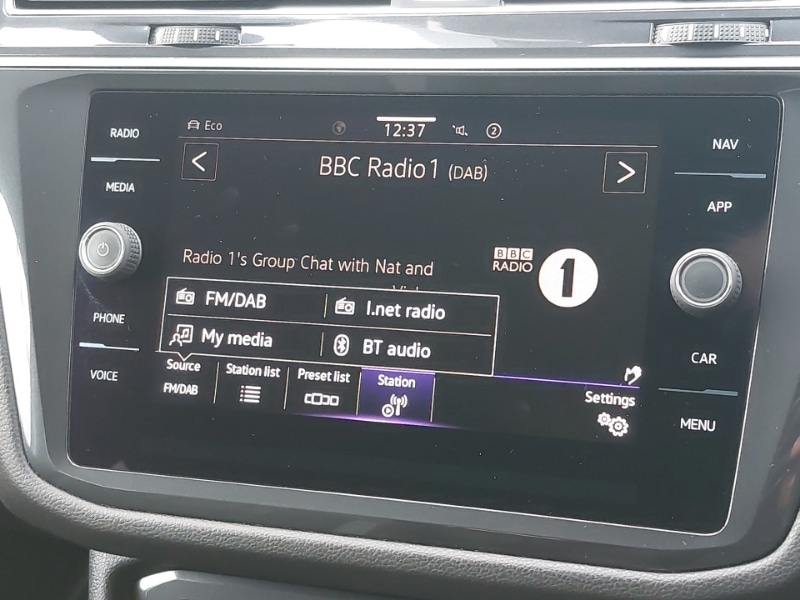 RADIO
MEDIA
PHONE
VOICE
Eco
12:37
2
BBC Radio 1 (DAB)
Radio 1's Group Chat with Nat and
BBC
RADIO
1
FM/DAB
I.net radio
My media
BT audio
Source
FM/DAB
Station list
Preset list
Station
Settings
NAV
APP
CAR
MENU